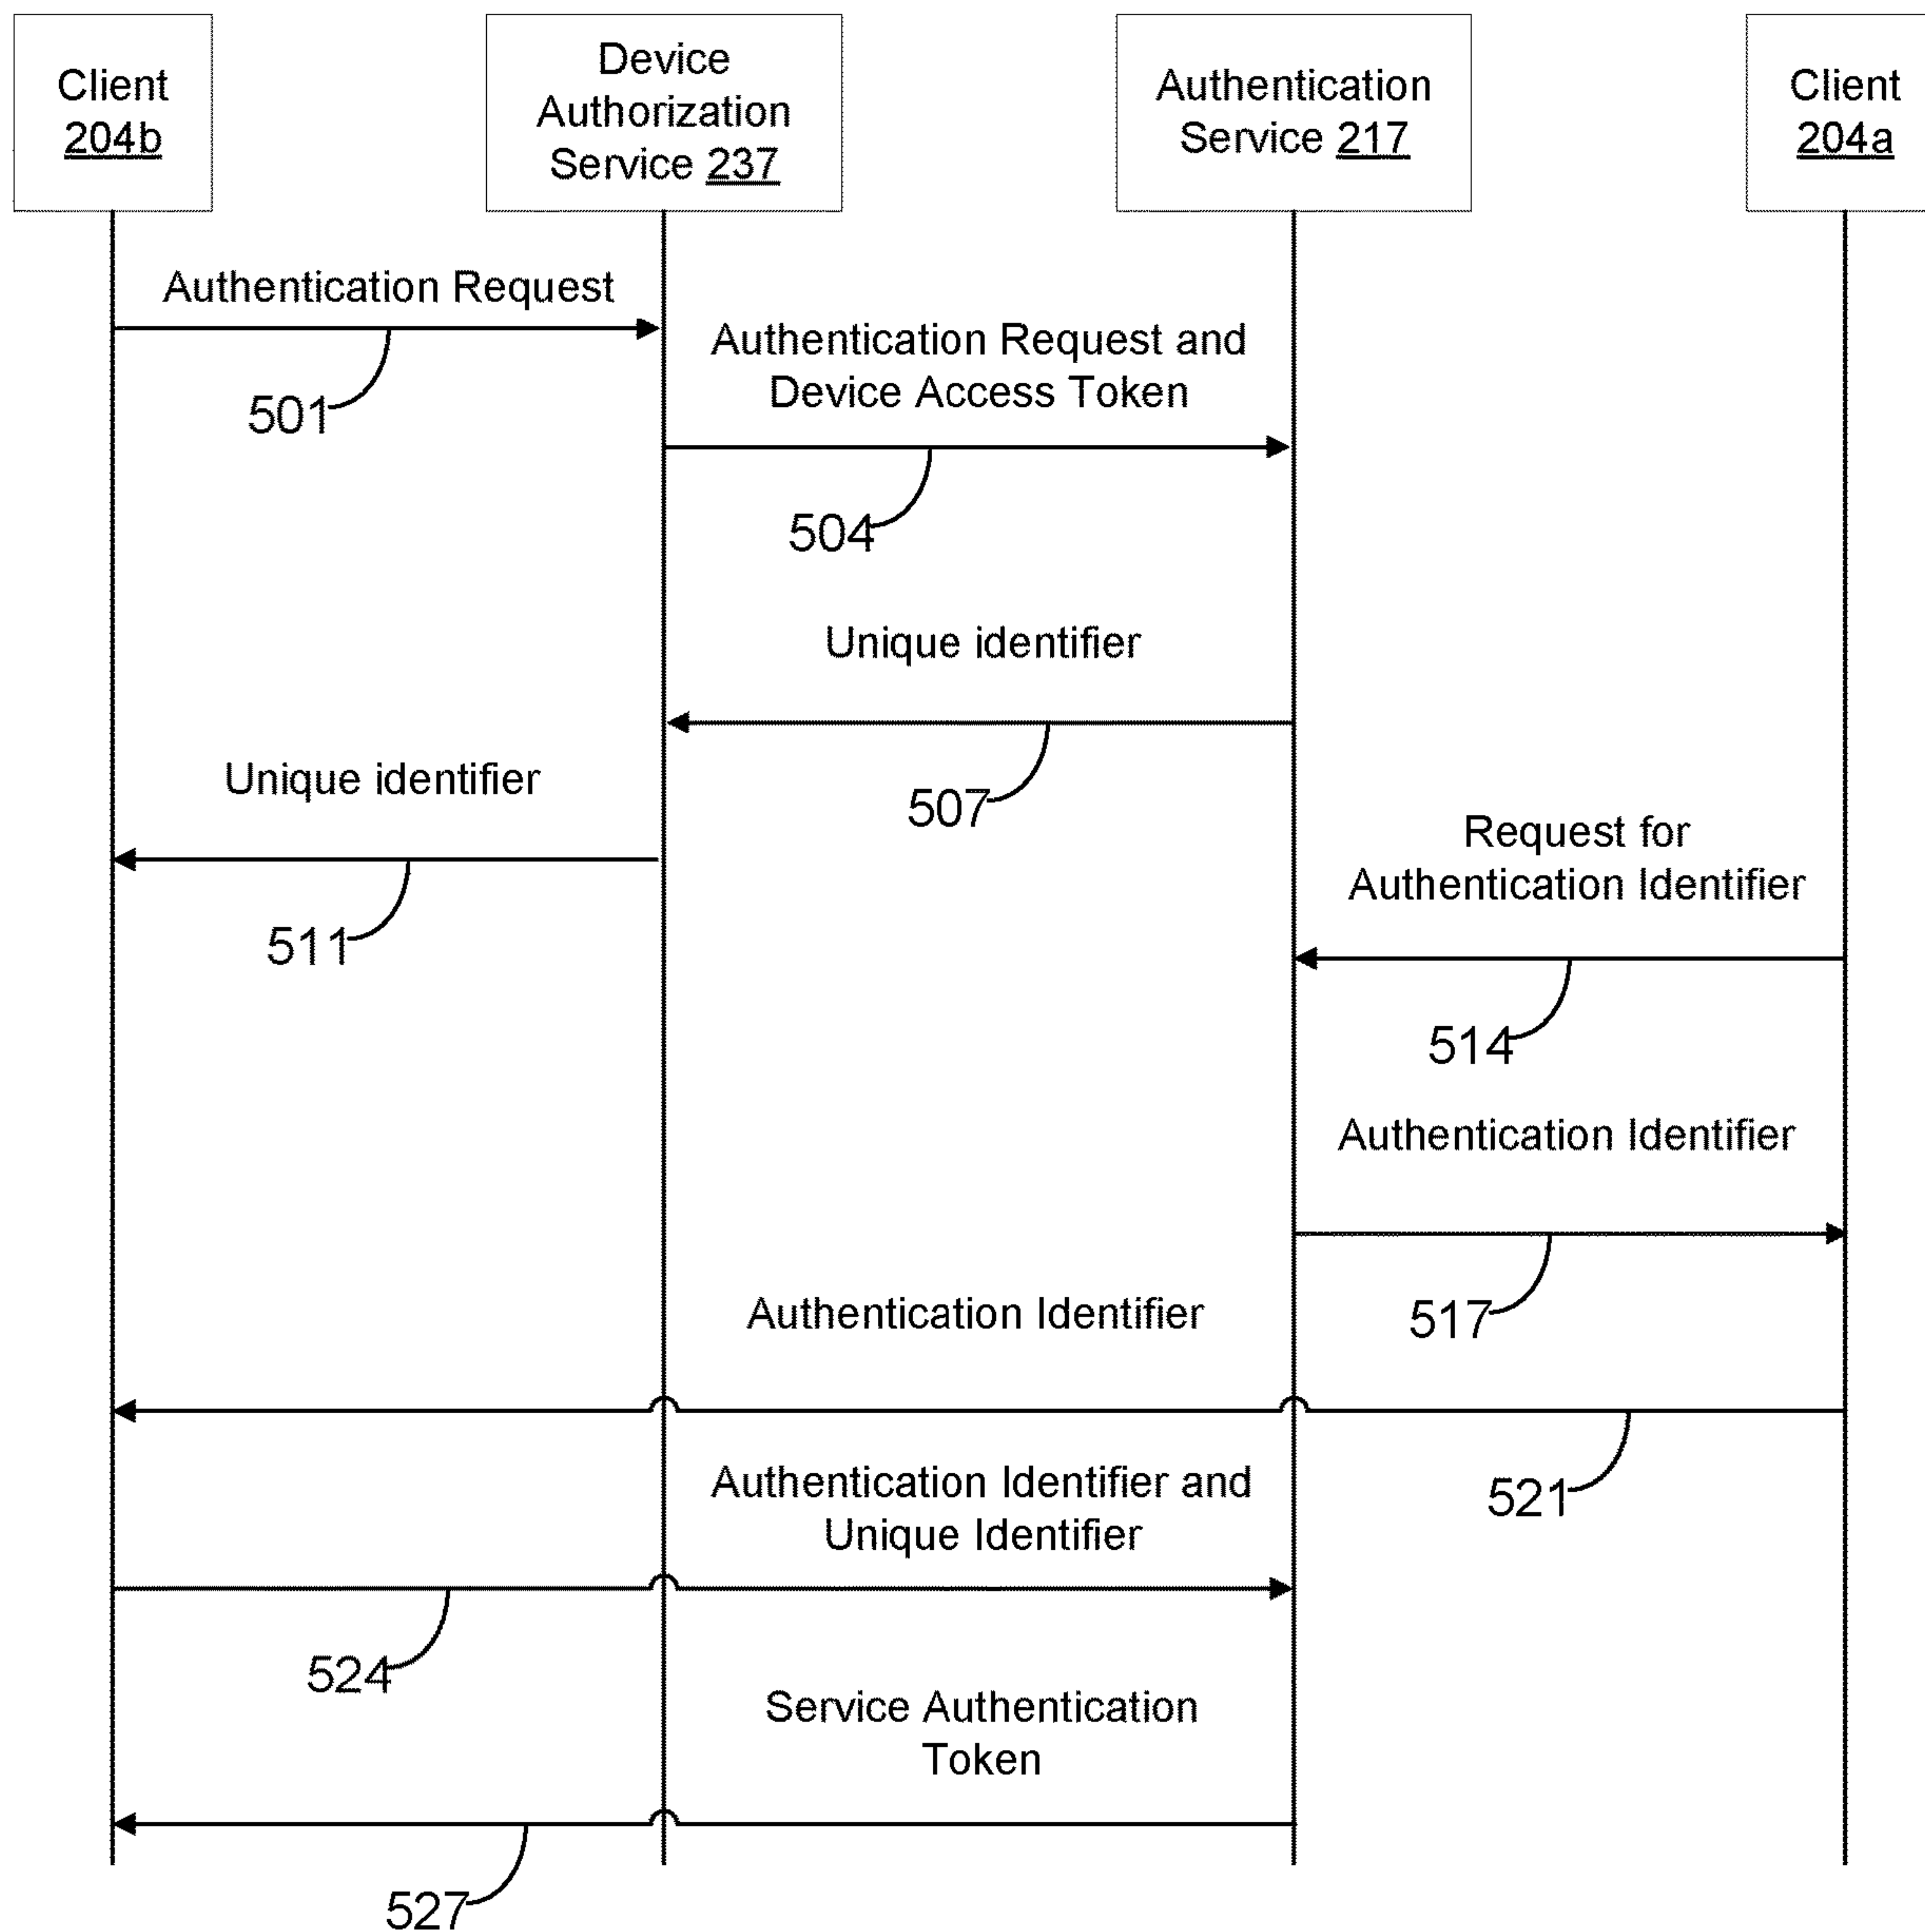 Client
204b
Device
Authorization
Service 237
Authentication
Service 217
Client
204a
Authentication Request
501
Authentication Request and
Device Access Token
504
Unique identifier
507
Unique identifier
511
Request for
Authentication Identifier
514
Authentication Identifier
517
Authentication Identifier
521
Authentication Identifier and
Unique Identifier
524
Service Authentication
Token
527